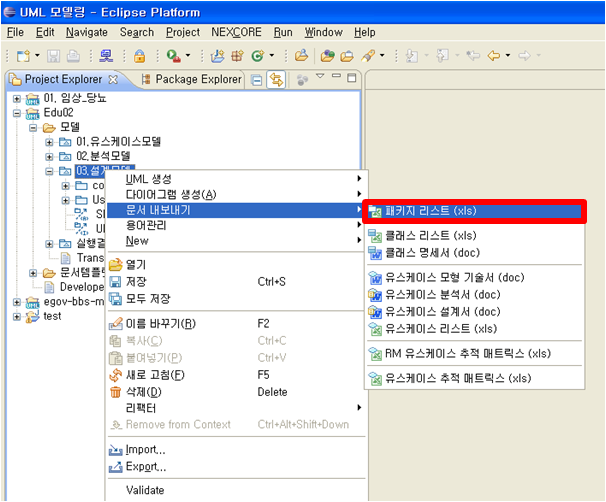 UML 모델링 - Eclipse Platform
File Edit Navigate Search Project NEXCORE Run Window Help
Project Explorer Package Explorer
01. 임상_당뇨
Edu02
모델
01.유스케이스모델
02.분석모델
03.설계모델
UML 생성
다이어그램 생성(A)
문서 내보내기
용어관리
New
열기
저장 Ctrl+S
모두 저장
이름 바꾸기(R) F2
복사(C) Ctrl+C
붙여넣기(P) Ctrl+V
새로 고침(F) F5
삭제(D) Delete
리팩터
Remove from Context Ctrl+Alt+Shift+Down
Import...
Export...
Validate
패키지 리스트 (xls)
클래스 리스트 (xls)
클래스 명세서 (doc)
유스케이스 모형 기술서 (doc)
유스케이스 분석서 (doc)
유스케이스 설계서 (doc)
유스케이스 리스트 (xls)
RM 유스케이스 추적 매트릭스 (xls)
유스케이스 추적 매트릭스 (xls)
co
Us
실행결
Trans
문서템플릿
Develope
egov-bbs-m
test